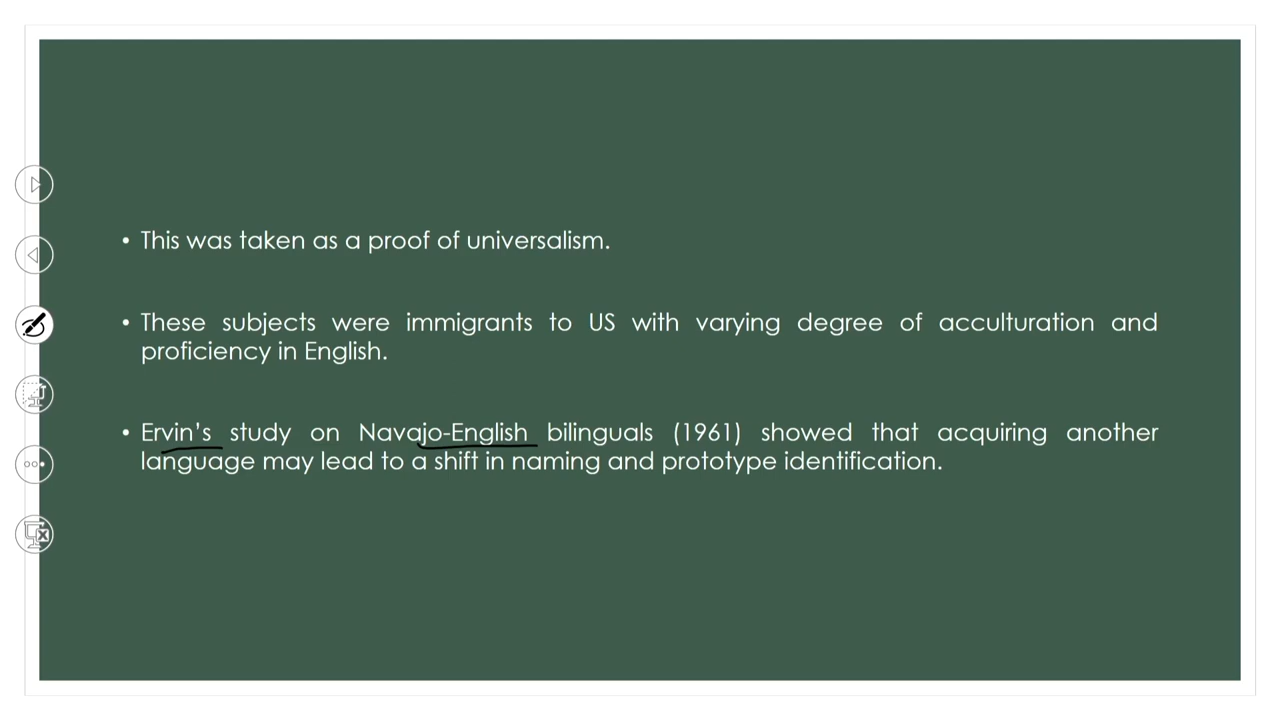 • This was taken as a proof of universalism.
• These subjects were immigrants to US with varying degree of acculturation and
proficiency in English.
• Ervin's study on Navajo-English bilinguals (1961) showed that acquiring another
language may lead to a shift in naming and prototype identification.